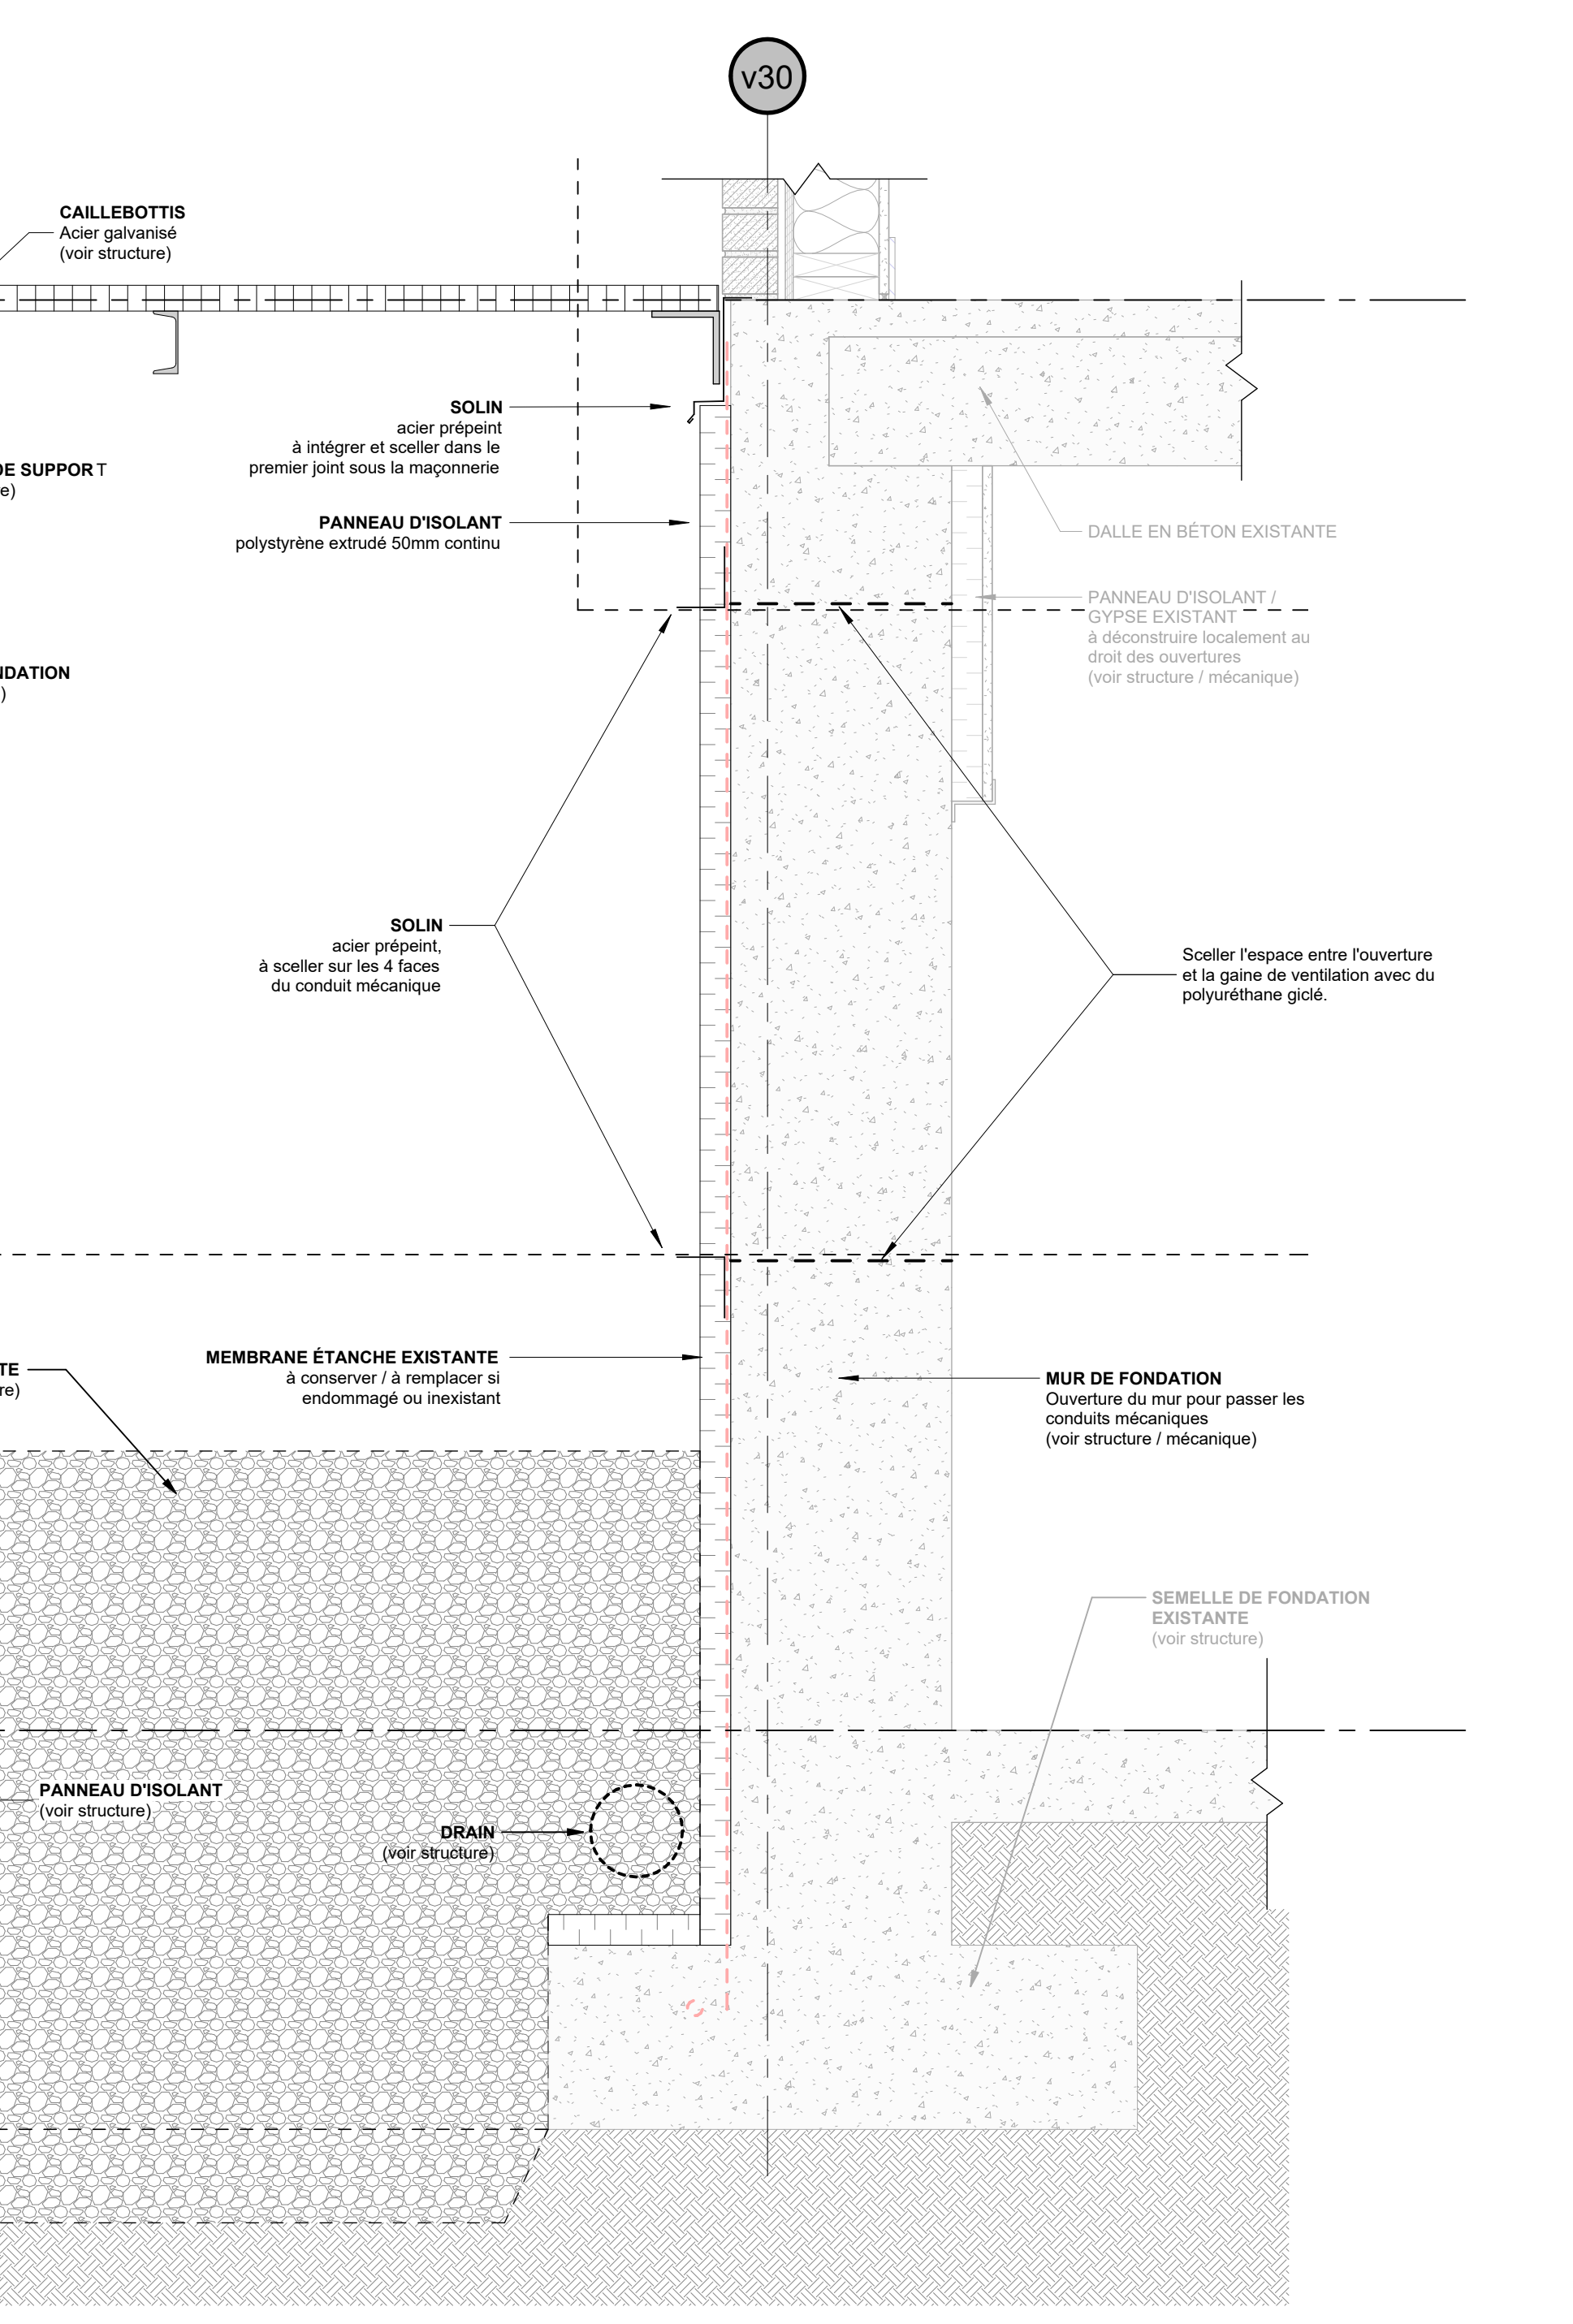 v30
CAILLEBOTTIS
Acier galvanisé
(voir structure)
SOLIN
acier prépeint
à intégrer et sceller dans le
premier joint sous la maçonnerie
DE SUPPORT
e)
PANNEAU D'ISOLANT
polystyrène extrudé 50mm continu
DALLE EN BÉTON EXISTANTE
PANNEAU D'ISOLANT /
GYPSE EXISTANT
à déconstruire localement au
droit des ouvertures
(voir structure / mécanique)
NDATION
)
SOLIN
acier prépeint,
à sceller sur les 4 faces
du conduit mécanique
Sceller l'espace entre l'ouverture
et la gaine de ventilation avec du
polyuréthane giclé.
MEMBRANE ÉTANCHE EXISTANTE
à conserver / à remplacer si
endommagé ou inexistant
TE
re)
MUR DE FONDATION
Ouverture du mur pour passer les
conduits mécaniques
(voir structure / mécanique)
SEMELLE DE FONDATION
EXISTANTE
(voir structure)
PANNEAU D'ISOLANT
(voir structure)
DRAIN
(voir structure)